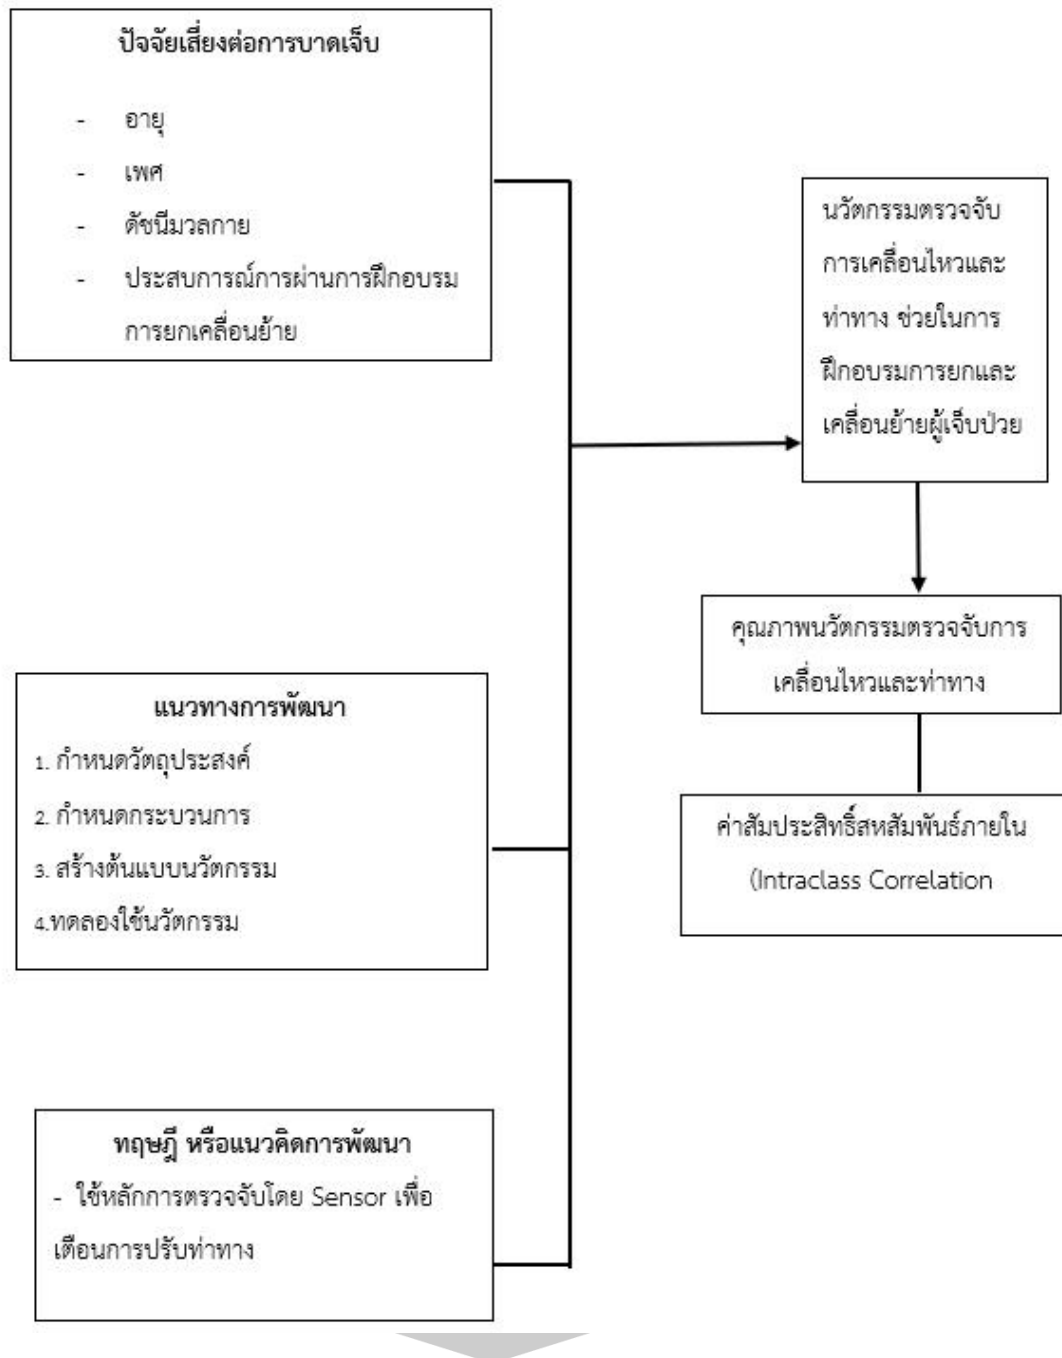 ปัจจัยเสี่ยงต่อการบาดเจ็บ
- อายุ
- เพศ
- ดัชนีมวลกาย
- ประสบการณ์การผ่านการฝึกอบรม
การยกเคลื่อนย้าย
นวัตกรรมตรวจจับ
การเคลื่อนไหวและ
ท่าทาง ช่วยในการ
ฝึกอบรมการยกและ
เคลื่อนย้ายผู้เจ็บป่วย
คุณภาพนวัตกรรมตรวจจับการ
เคลื่อนไหวและท่าทาง
ค่าสัมประสิทธิ์สหสัมพันธ์ภายใน
(Intraclass Correlation
แนวทางการพัฒนา
1. กำหนดวัตถุประสงค์
2. กำหนดกระบวนการ
3. สร้างต้นแบบนวัตกรรม
4.ทดลองใช้นวัตกรรม
ทฤษฎี หรือแนวคิดการพัฒนา
- ใช้หลักการตรวจจับโดย Sensor เพื่อ
เตือนการปรับท่าทาง